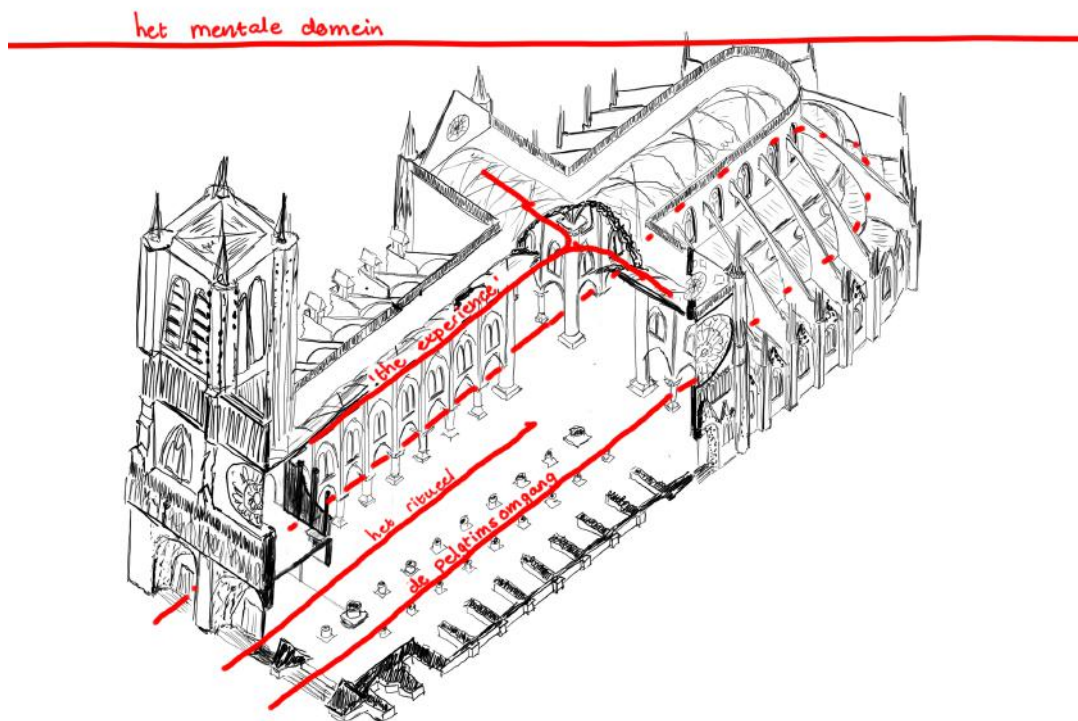 het mentale domein
'the experience'
het ritueel
de pelgrimsomgang